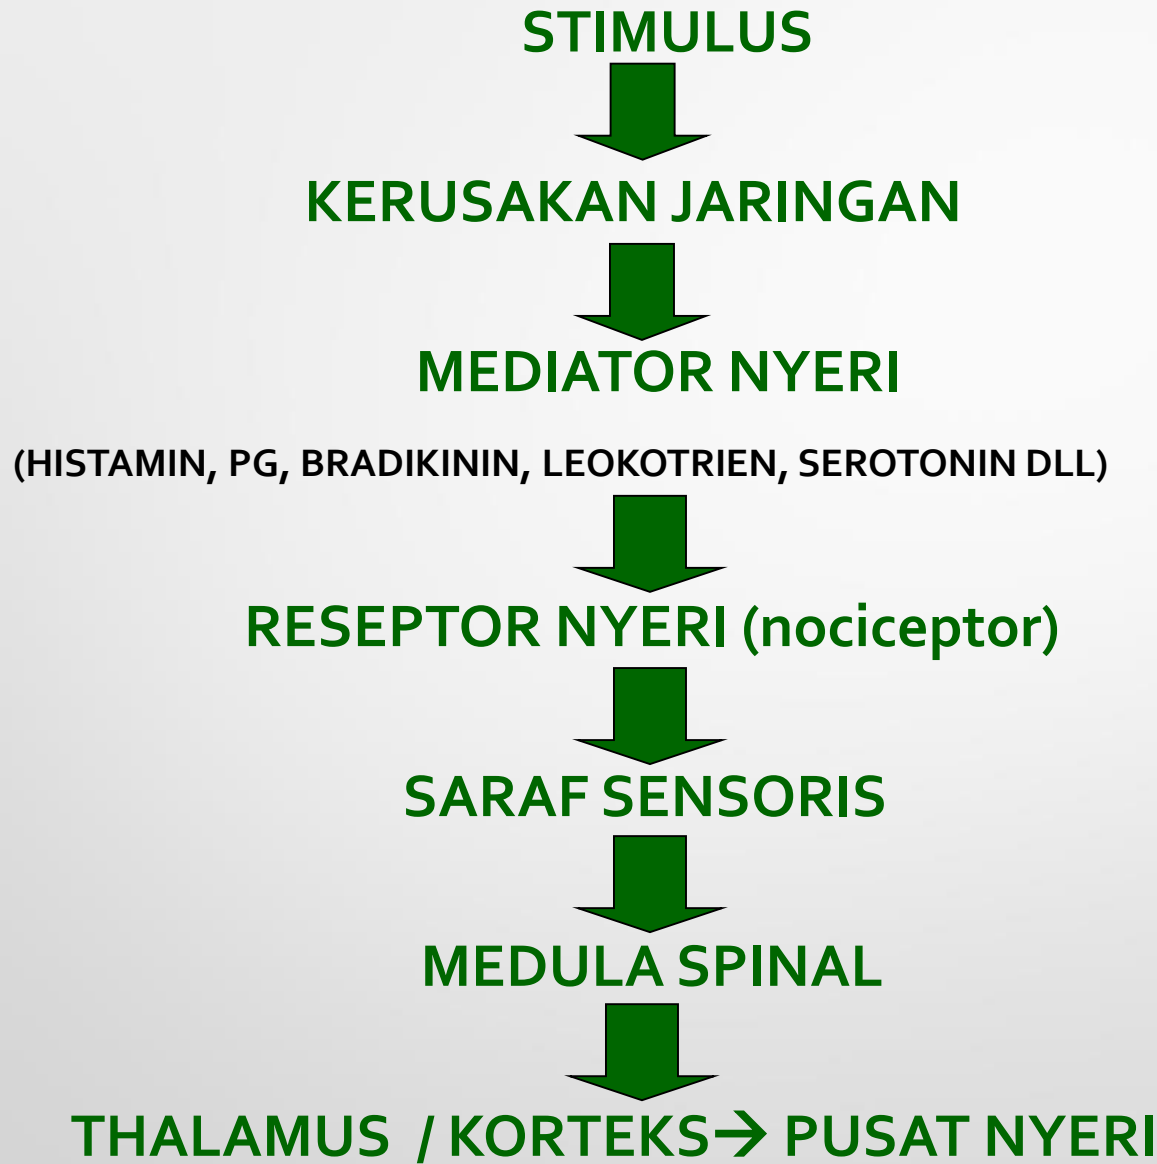 STIMULUS
KERUSAKAN JARINGAN
MEDIATOR NYERI
(HISTAMIN, PG, BRADIKININ, LEOKOTRIEN, SEROTONIN DLL)
RESEPTOR NYERI (nociceptor)
SARAF SENSORIS
MEDULA SPINAL
THALAMUS / KORTEKS→ PUSAT NYERI